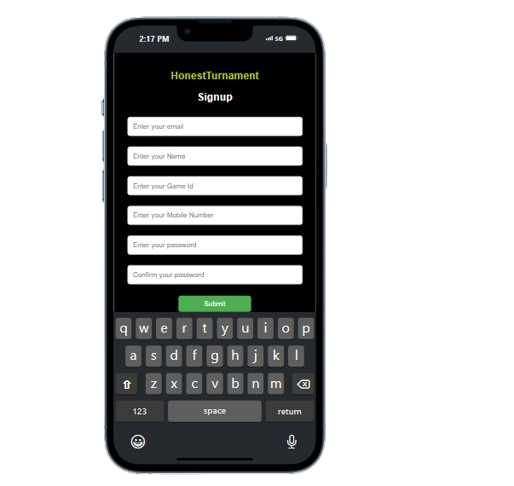 2:17 PM 5G
HonestTurnament
Signup
Enter your email
Enter your Name
Enter your Game Id
Enter your Mobile Number
Enter your password
Confirm your password
Submit
q w e r t y u i o p
a s d f g h j k l
z x c v b n m
123 space return